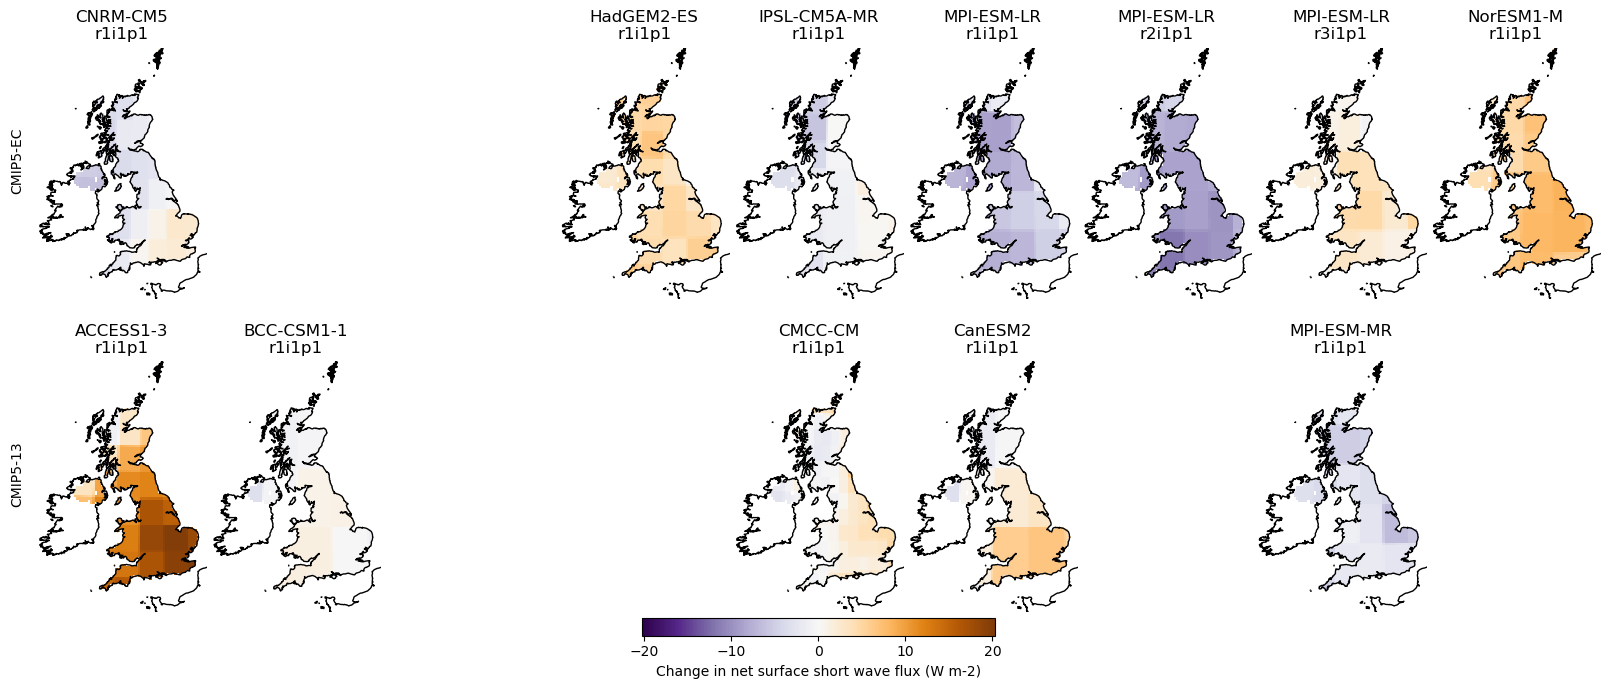 CNRM-CM5
r1i1p1
HadGEM2-ES
r1i1p1
IPSL-CM5A-MR
r1i1p1
MPI-ESM-LR
r1i1p1
MPI-ESM-LR
r2i1p1
MPI-ESM-LR
r3i1p1
NorESM1-M
r1i1p1
CMIP5-EC
ACCESS1-3
r1i1p1
BCC-CSM1-1
r1i1p1
CMCC-CM
r1i1p1
CanESM2
r1i1p1
MPI-ESM-MR
r1i1p1
CMIP5-13
−20 −10 0 10 20
Change in net surface short wave flux (W m-2)